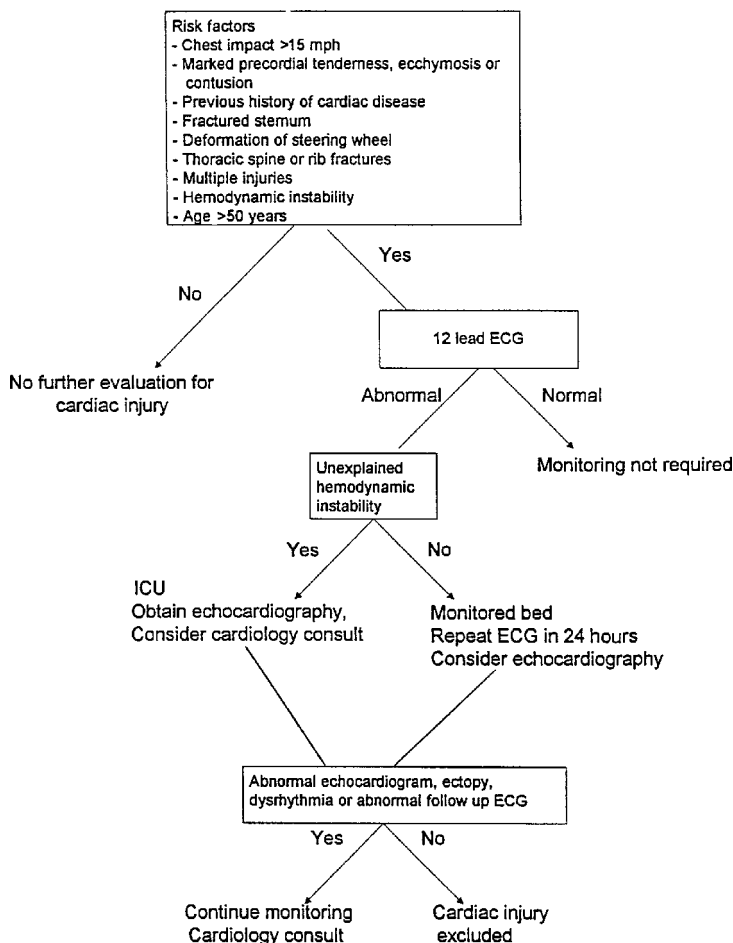 Risk factors
- Chest impact >15 mph
- Marked precordial tenderness, ecchymosis or
contusion
- Previous history of cardiac disease
- Fractured sternum
- Deformation of steering wheel
- Thoracic spine or rib fractures
- Multiple injuries
- Hemodynamic instability
- Age >50 years
No
Yes
No further evaluation for
cardiac injury
12 lead ECG
Abnormal
Normal
Unexplained
hemodynamic
instability
Monitoring not required
Yes
No
ICU
Obtain echocardiography,
Consider cardiology consult
Monitored bed
Repeat ECG in 24 hours
Consider echocardiography
Abnormal echocardiogram, ectopy,
dysrhythmia or abnormal follow up ECG
Yes
No
Continue monitoring
Cardiology consult
Cardiac injury
excluded